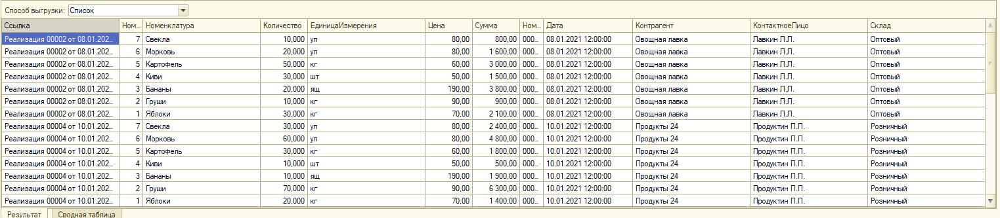 Способ выгрузки: Список
Ссылка Ном... Номенклатура Количество ЕдиницаИзмерения Цена Сумма Ном... Дата Контрагент КонтактноеЛицо Склад
Реализация 00002 от 08.01.202... 7 Свекла 10,000 уп 80,00 800,00 000... 08.01.2021 12:00:00 Овощная лавка Лавкин Л.Л. Оптовый
Реализация 00002 от 08.01.202... 6 Морковь 20,000 уп 80,00 1 600,00 000... 08.01.2021 12:00:00 Овощная лавка Лавкин Л.Л. Оптовый
Реализация 00002 от 08.01.202... 5 Картофель 50,000 кг 60,00 3 000,00 000... 08.01.2021 12:00:00 Овощная лавка Лавкин Л.Л. Оптовый
Реализация 00002 от 08.01.202... 4 Киви 30,000 шт 50,00 1 500,00 000... 08.01.2021 12:00:00 Овощная лавка Лавкин Л.Л. Оптовый
Реализация 00002 от 08.01.202... 3 Бананы 20,000 ящ 190,00 3 800,00 000... 08.01.2021 12:00:00 Овощная лавка Лавкин Л.Л. Оптовый
Реализация 00002 от 08.01.202... 2 Груши 10,000 кг 90,00 900,00 000... 08.01.2021 12:00:00 Овощная лавка Лавкин Л.Л. Оптовый
Реализация 00002 от 08.01.202... 1 Яблоки 30,000 кг 70,00 2 100,00 000... 08.01.2021 12:00:00 Овощная лавка Лавкин Л.Л. Оптовый
Реализация 00004 от 10.01.202... 7 Свекла 30,000 уп 80,00 2 400,00 000... 10.01.2021 12:00:00 Продукты 24 Продуктин П.П. Розничный
Реализация 00004 от 10.01.202... 6 Морковь 60,000 уп 80,00 4 800,00 000... 10.01.2021 12:00:00 Продукты 24 Продуктин П.П. Розничный
Реализация 00004 от 10.01.202... 5 Картофель 30,000 кг 60,00 1 800,00 000... 10.01.2021 12:00:00 Продукты 24 Продуктин П.П. Розничный
Реализация 00004 от 10.01.202... 4 Киви 10,000 шт 50,00 500,00 000... 10.01.2021 12:00:00 Продукты 24 Продуктин П.П. Розничный
Реализация 00004 от 10.01.202... 3 Бананы 10,000 ящ 190,00 1 900,00 000... 10.01.2021 12:00:00 Продукты 24 Продуктин П.П. Розничный
Реализация 00004 от 10.01.202... 2 Груши 70,000 кг 90,00 6 300,00 000... 10.01.2021 12:00:00 Продукты 24 Продуктин П.П. Розничный
Реализация 00004 от 10.01.202... 1 Яблоки 20,000 кг 70,00 1 400,00 000... 10.01.2021 12:00:00 Продукты 24 Продуктин П.П. Розничный
Результат Сводная таблица